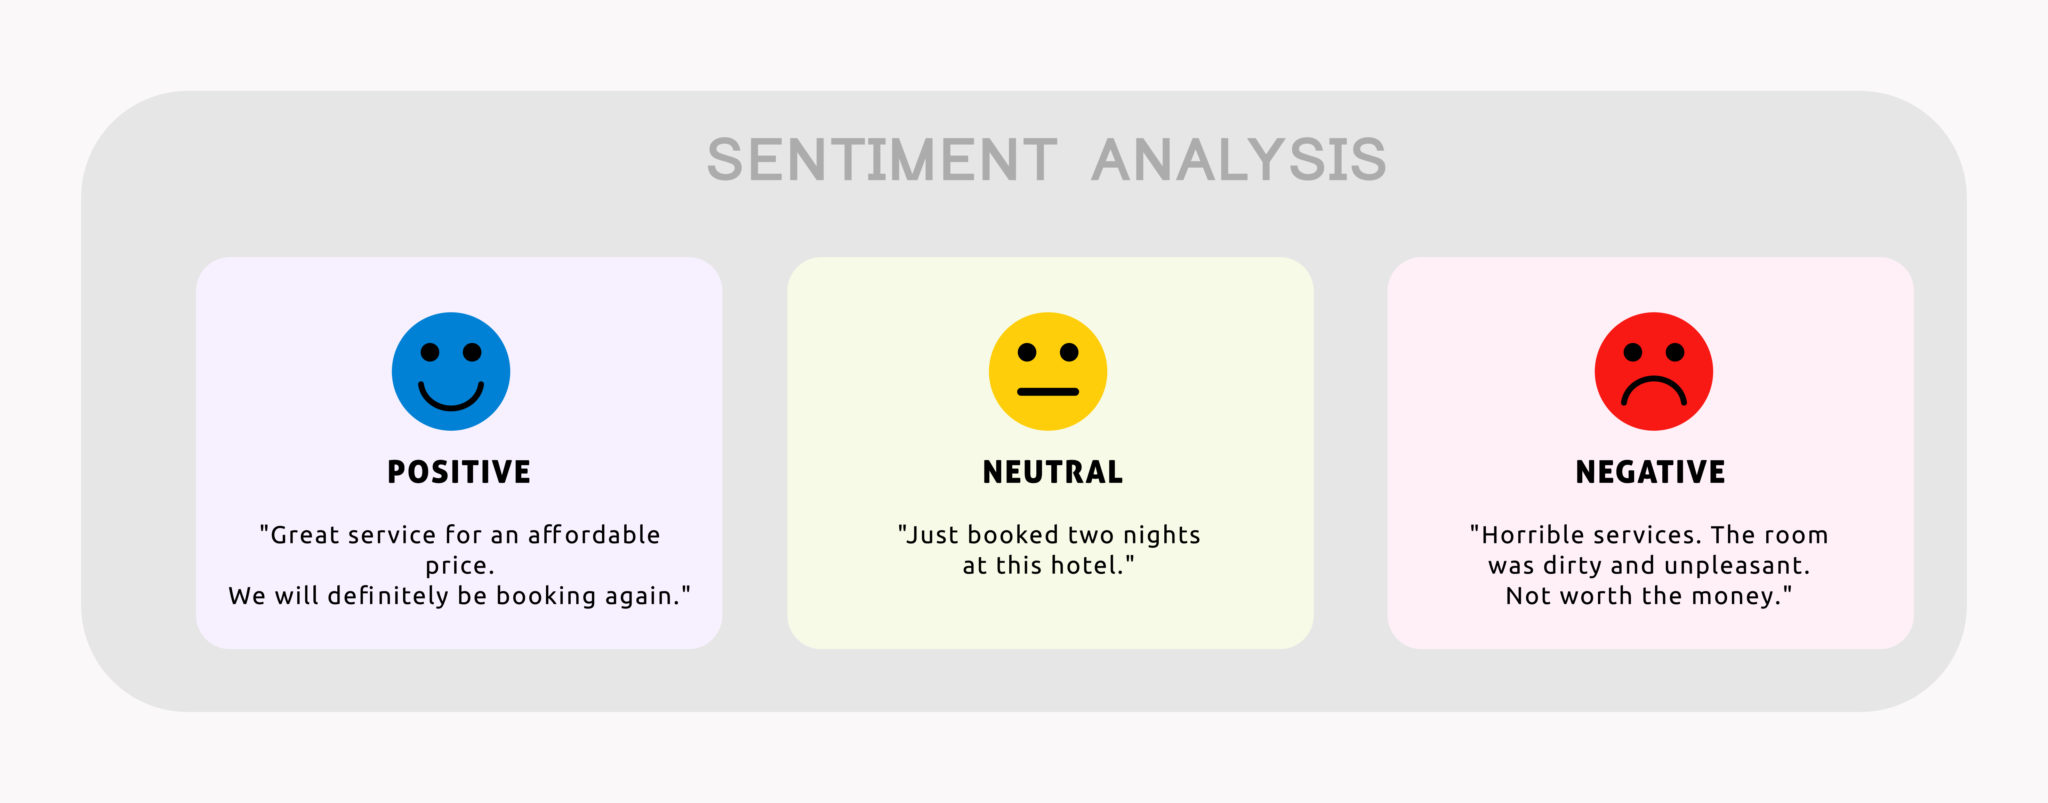 SENTIMENT ANALYSIS
POSITIVE
"Great service for an affordable
price.
We will definitely be booking again."
NEUTRAL
"Just booked two nights
at this hotel."
NEGATIVE
"Horrible services. The room
was dirty and unpleasant.
Not worth the money."